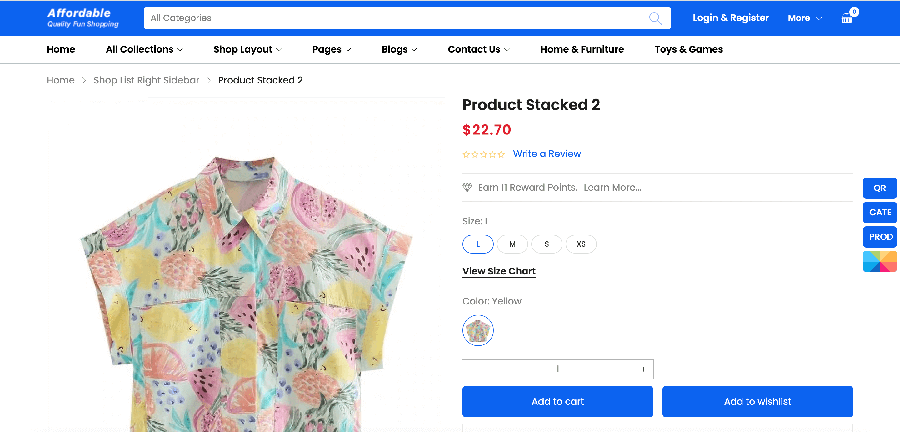 Affordable
Quality Fun Shopping
All Categories
Login & Register
More
0
Home
All Collections
Shop Layout
Pages
Blogs
Contact Us
Home & Furniture
Toys & Games
Home > Shop List Right Sidebar > Product Stacked 2
Product Stacked 2
$22.70
Write a Review
Earn 11 Reward Points. Learn More...
Size: L
L
M
S
XS
View Size Chart
Color: Yellow
1 +
Add to cart
Add to wishlist
QR
CATE
PROD